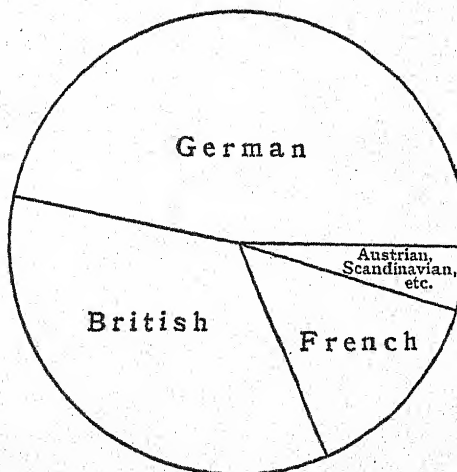 German
Austrian,
Scandinavian,
etc.
British
French